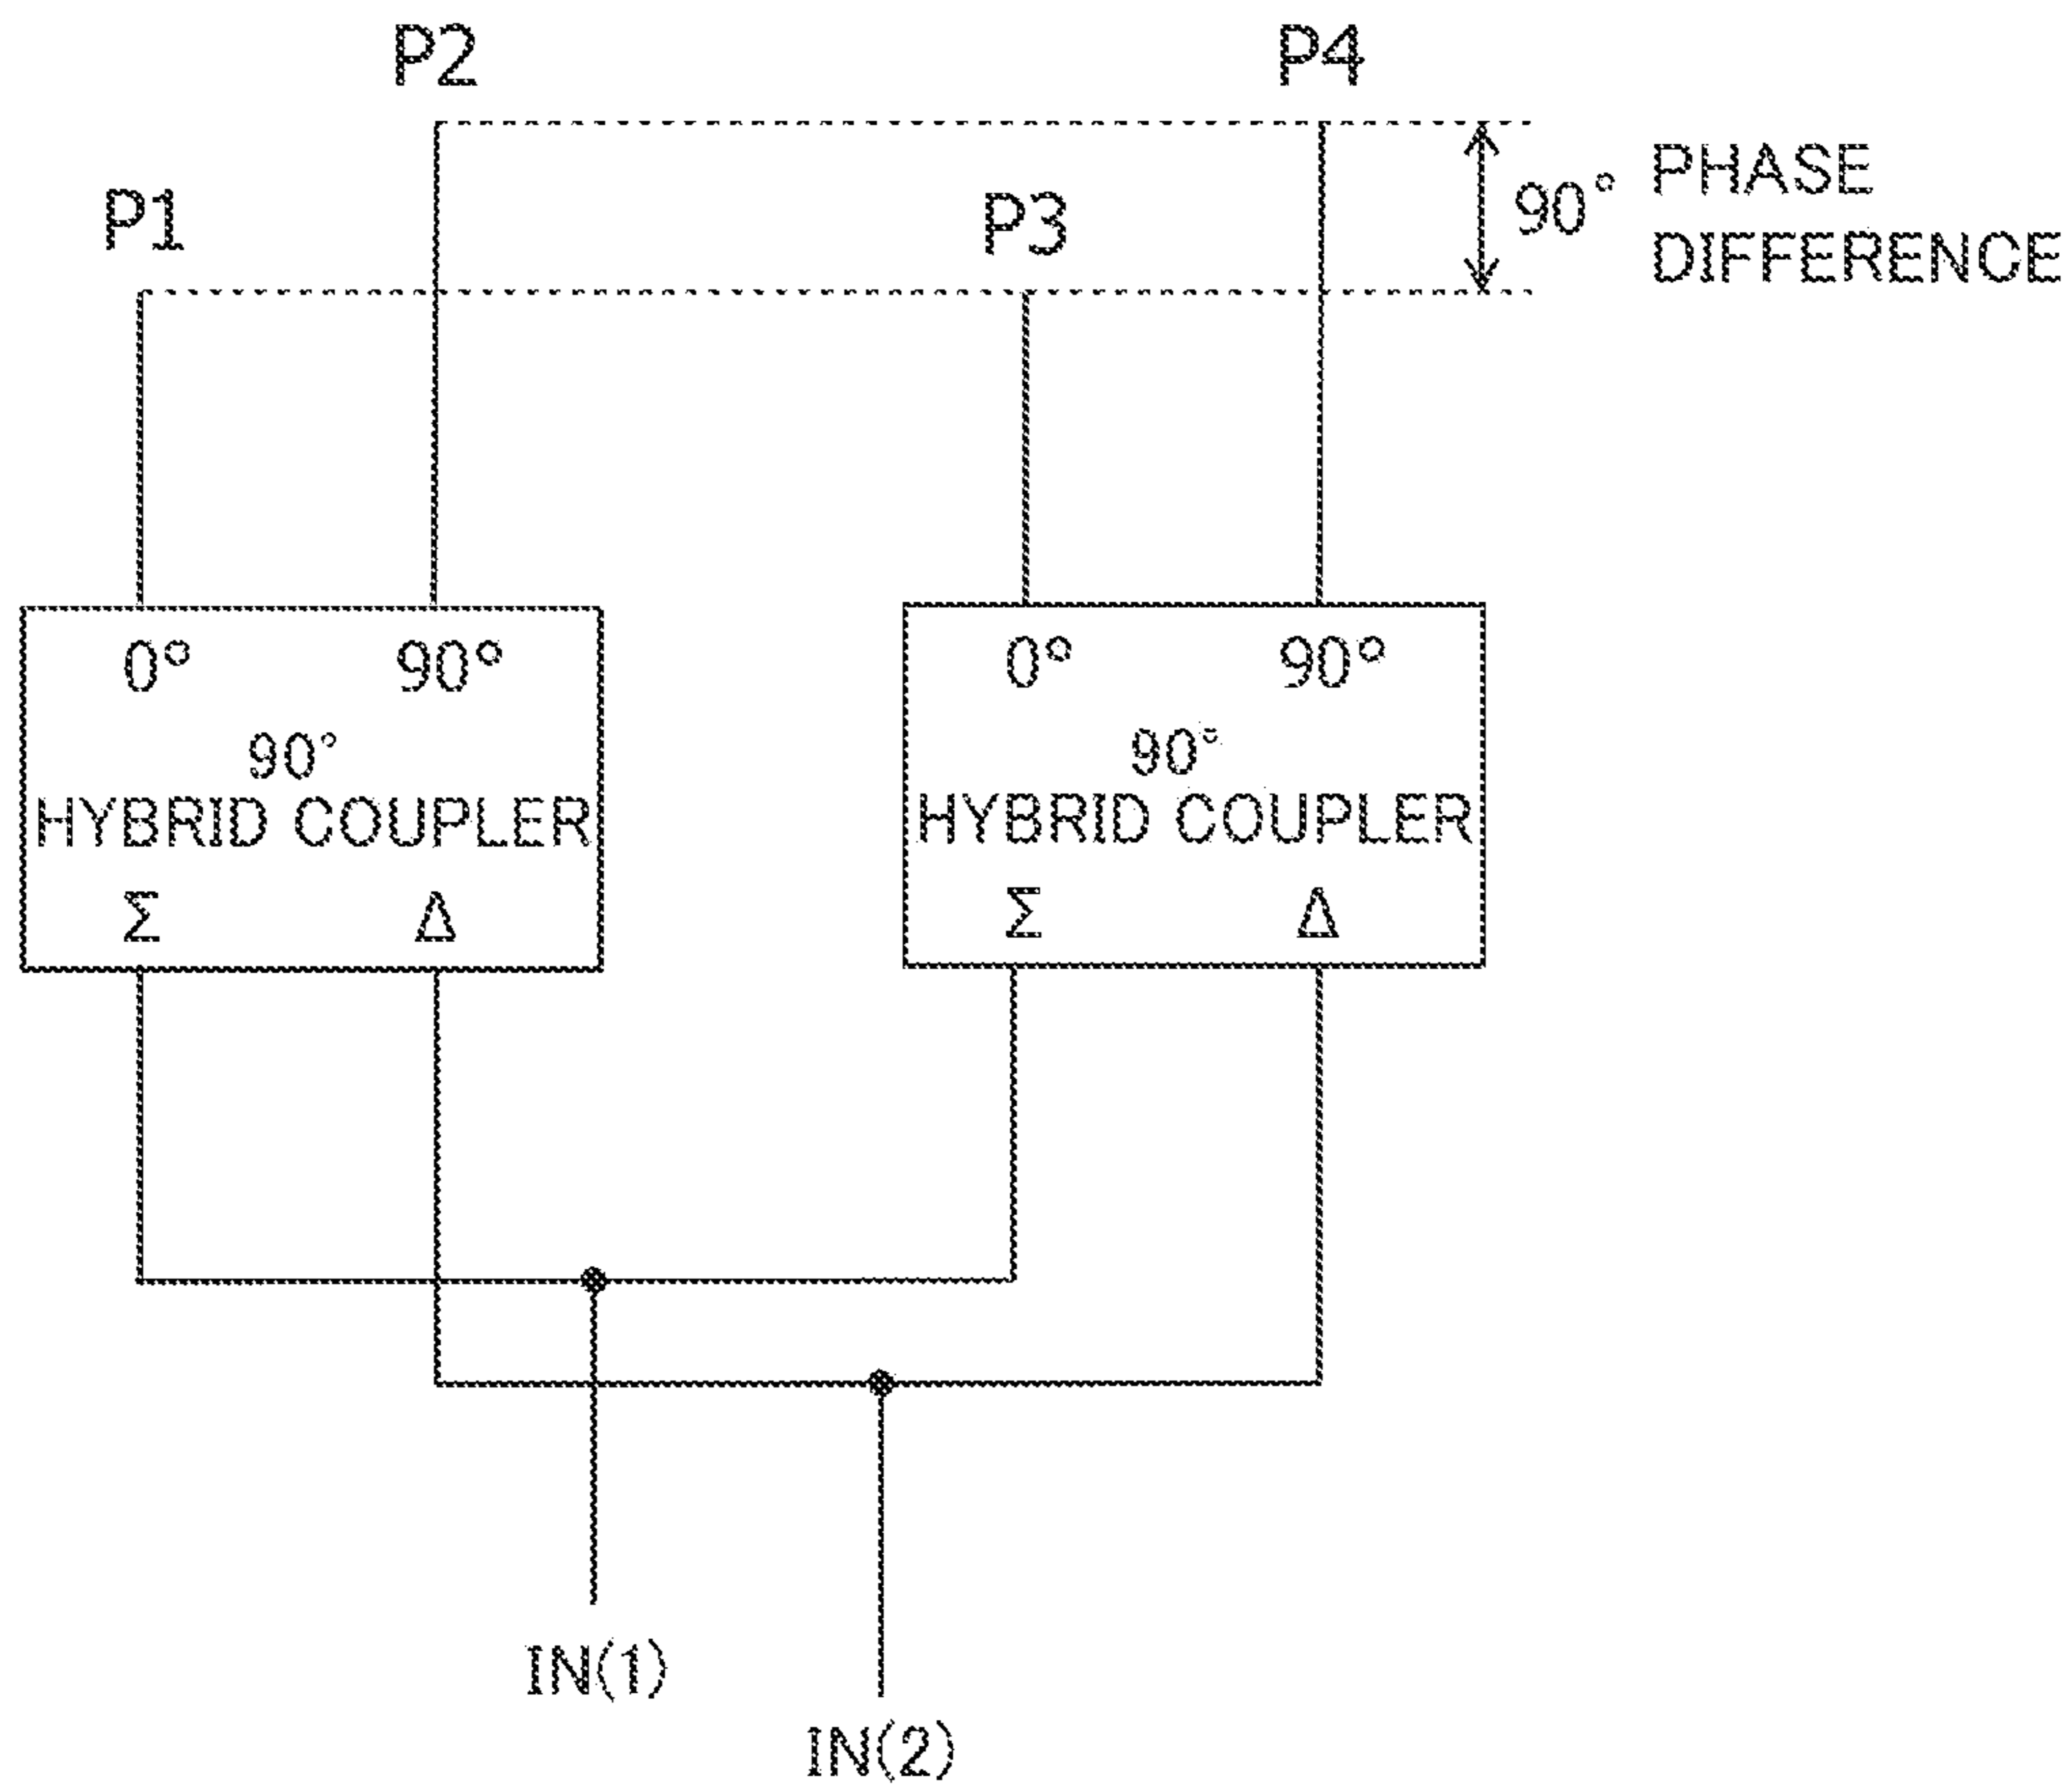 P2
P4
P1
P3
90° PHASE
DIFFERENCE
0° 90°
90°
HYBRID COUPLER
Σ Δ
0° 90°
90°
HYBRID COUPLER
Σ Δ
IN(1)
IN(2)